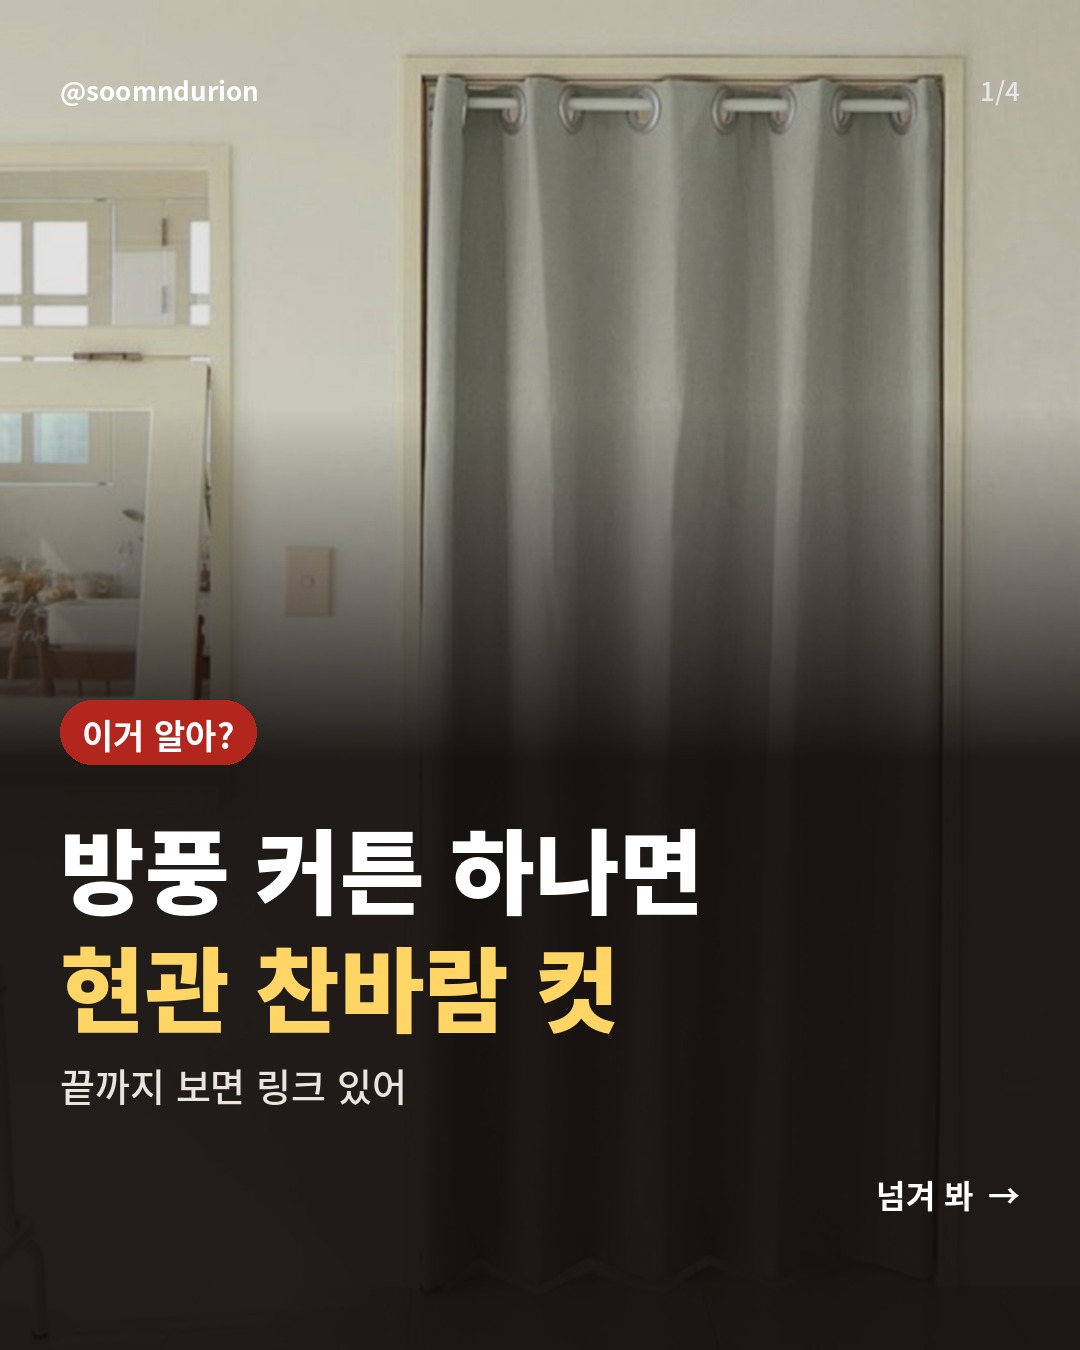 @soomndurion
1/4
이거 알아?
방풍 커튼 하나면
현관 찬바람 컷
끝까지 보면 링크 있어
넘겨 봐 →